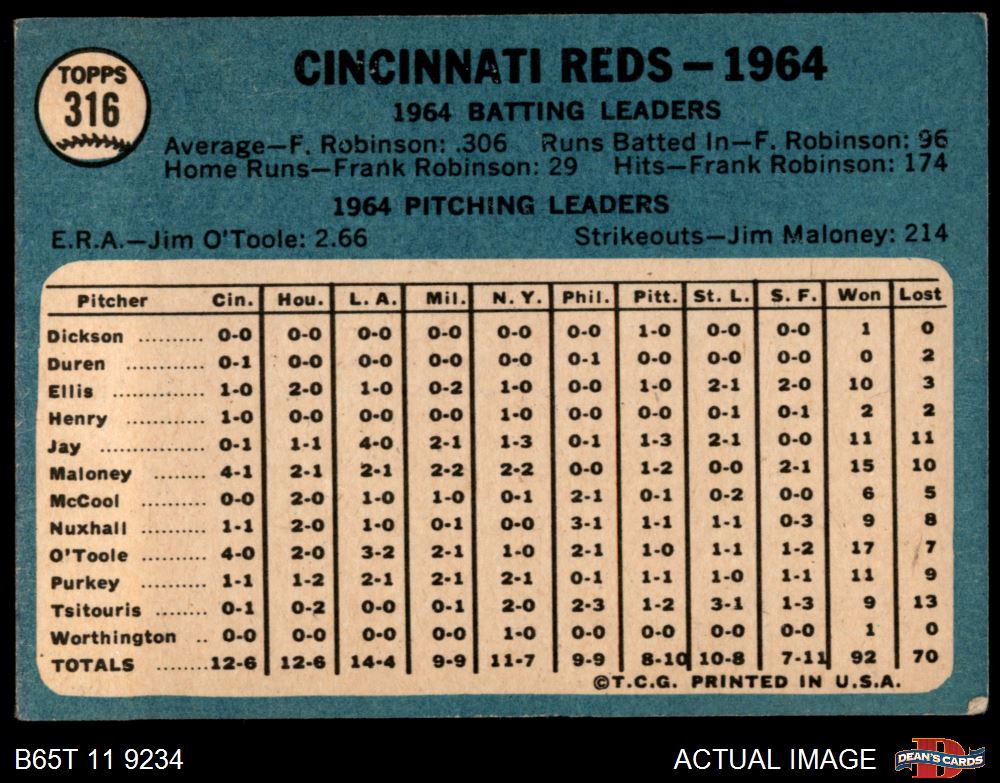 TOPPS
316
CINCINNATI REDS — 1964
1964 BATTING LEADERS
Average—F. Robinson: .306 Runs Batted In—F. Robinson: 96
Home Runs—Frank Robinson: 29 Hits—Frank Robinson: 174
1964 PITCHING LEADERS
E.R.A.—Jim O'Toole: 2.66 Strikeouts—Jim Maloney: 214
Pitcher Cin. Hou. L. A. Mil. N. Y. Phil. Pitt. St. L. S. F. Won Lost
Dickson .......... 0-0 0-0 0-0 0-0 0-0 0-0 1-0 0-0 0-0 1 0
Duren ............ 0-1 0-0 0-0 0-0 0-0 0-1 0-0 0-0 0-0 0 2
Ellis .............. 1-0 2-0 1-0 0-2 1-0 0-0 1-0 2-1 2-0 10 3
Henry ............ 1-0 0-0 0-0 0-0 1-0 0-0 0-0 0-1 0-1 2 2
Jay ................ 0-1 1-1 4-0 2-1 1-3 0-1 1-3 2-1 0-0 11 11
Maloney ........ 4-1 2-1 2-1 2-2 2-2 0-0 1-2 0-0 2-1 15 10
McCool .......... 0-0 2-0 1-0 1-0 0-1 2-1 0-1 0-2 0-0 6 5
Nuxhall .......... 1-1 2-0 1-0 0-1 0-0 3-1 1-1 1-1 0-3 9 8
O'Toole .......... 4-0 2-0 3-2 2-1 1-0 2-1 1-0 1-1 1-2 17 7
Purkey ........... 1-1 1-2 2-1 2-1 2-1 0-1 1-1 1-0 1-1 11 9
Tsitouris ........ 0-1 0-2 0-0 0-1 2-0 2-3 1-2 3-1 1-3 9 13
Worthington .. 0-0 0-0 0-0 0-0 1-0 0-0 0-0 0-0 0-0 1 0
TOTALS ........12-6 12-6 14-4 9-9 11-7 9-9 8-10 10-8 7-11 92 70
©T.C.G. PRINTED IN U.S.A.
B65T 11 9234 ACTUAL IMAGE D DEAN'S CARDS